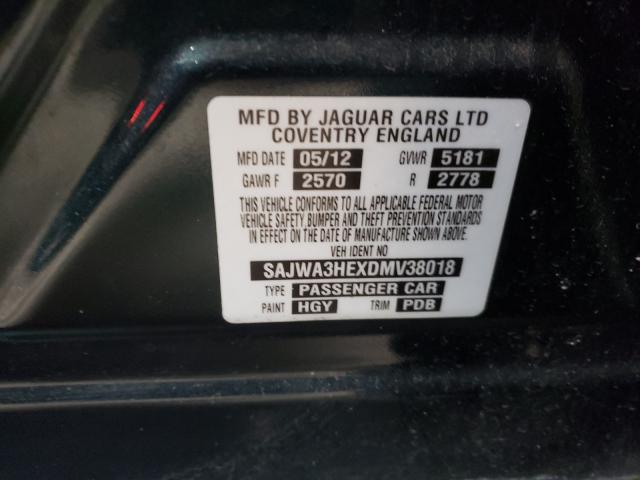 MFD BY JAGUAR CARS LTD
COVENTRY ENGLAND
MFD DATE 05/12 GVWR 5181
GAWR F 2570 R 2778
THIS VEHICLE CONFORMS TO ALL APPLICABLE FEDERAL MOTOR
VEHICLE SAFETY, BUMPER AND THEFT PREVENTION STANDARDS
IN EFFECT ON THE DATE OF MANUFACTURE SHOWN ABOVE.
VEH IDENT NO
SAJWA3HEXDMV38018
TYPE PASSENGER CAR
PAINT HGY TRIM PDB